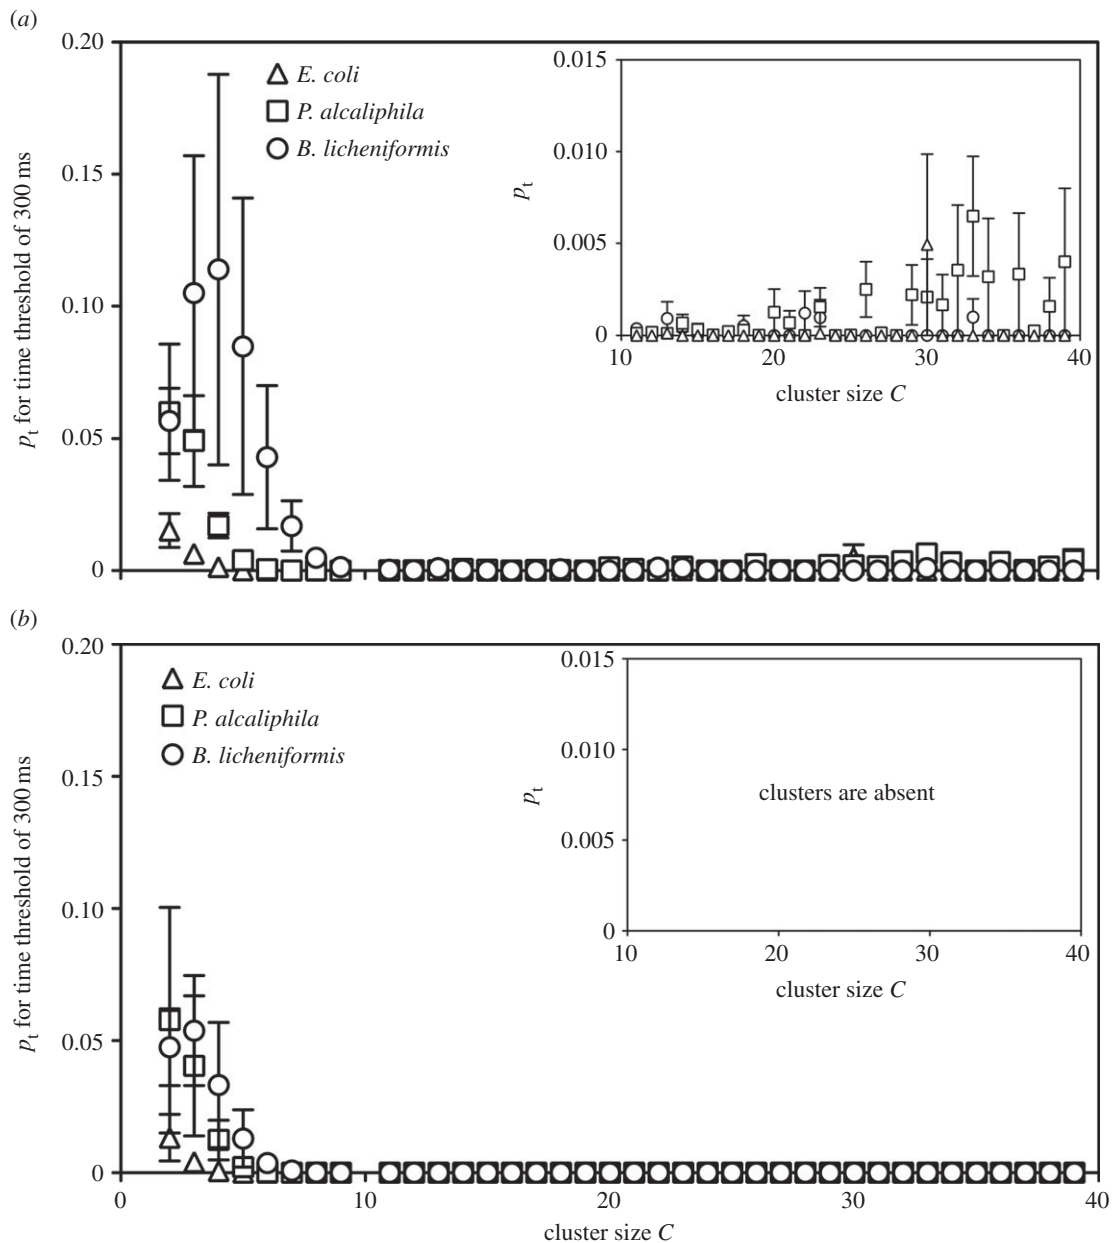 (a)
0.20
0.15
0.10
0.05
0
pt for time threshold of 300 ms
E. coli
P. alcaliphila
B. licheniformis
0.015
0.010
0.005
0
pt
10 20 30 40
cluster size C
(b)
0.20
0.15
0.10
0.05
0
pt for time threshold of 300 ms
E. coli
P. alcaliphila
B. licheniformis
0.015
0.010
0.005
0
pt
clusters are absent
10 20 30 40
cluster size C
0 10 20 30 40
cluster size C